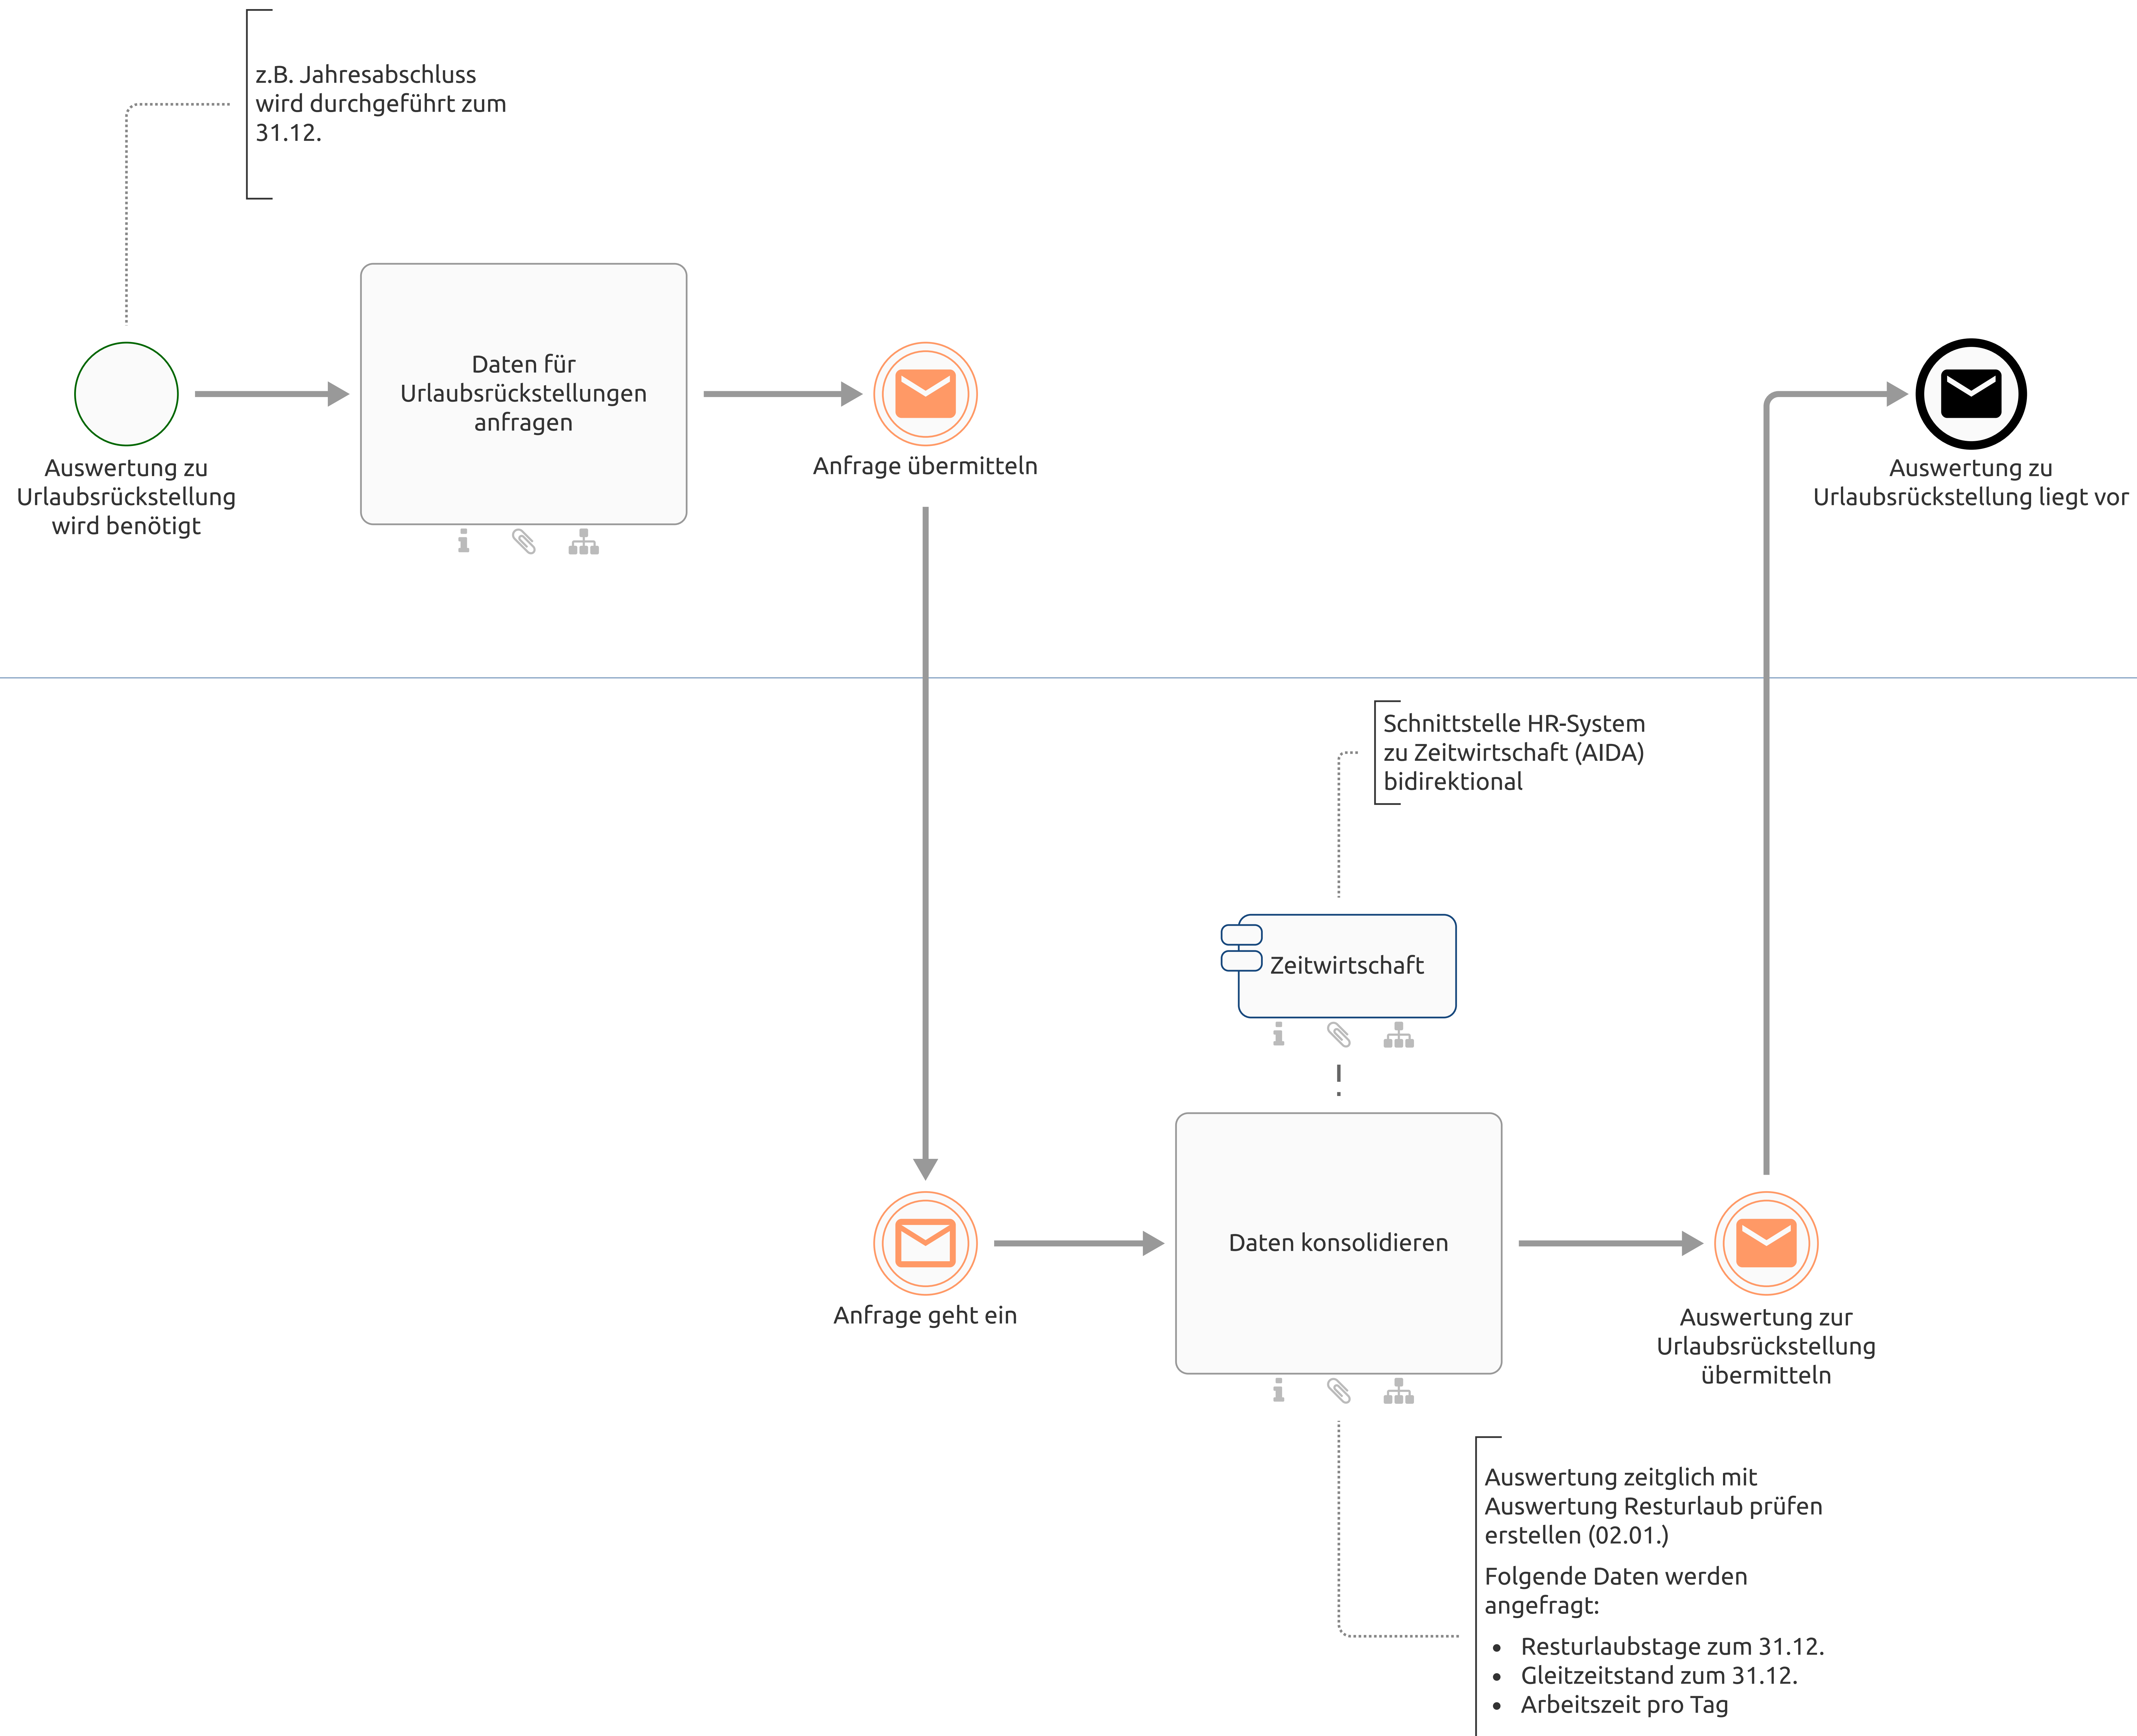 z.B. Jahresabschluss
wird durchgeführt zum
31.12.
Daten für
Urlaubsrückstellungen
anfragen
Auswertung zu
Urlaubsrückstellung
wird benötigt
Anfrage übermitteln
Auswertung zu
Urlaubsrückstellung liegt vor
Schnittstelle HR-System
zu Zeitwirtschaft (AIDA)
bidirektional
Zeitwirtschaft
Anfrage geht ein
Daten konsolidieren
Auswertung zur
Urlaubsrückstellung
übermitteln
Auswertung zeitglich mit
Auswertung Resturlaub prüfen
erstellen (02.01.)
Folgende Daten werden
angefragt:
• Resturlaubstage zum 31.12.
• Gleitzeitstand zum 31.12.
• Arbeitszeit pro Tag